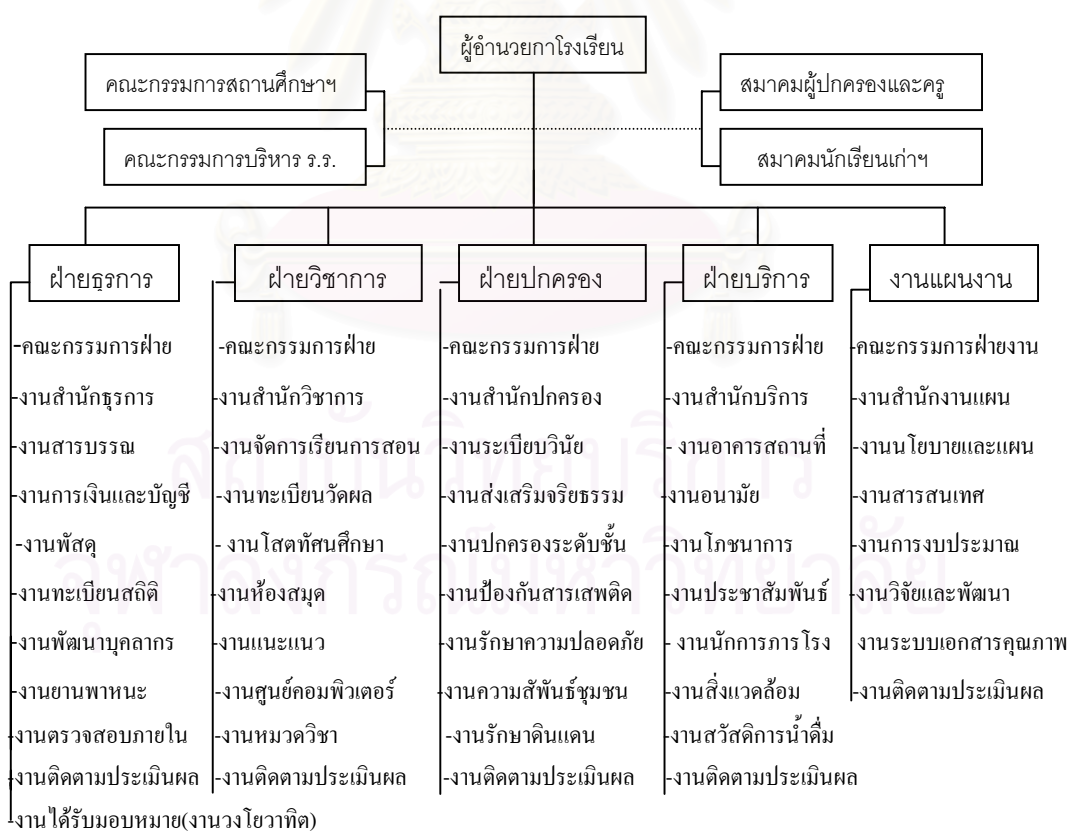 ผู้อำนวยกาโรงเรียน
คณะกรรมการสถานศึกษาฯ
สมาคมผู้ปกครองและครู
คณะกรรมการบริหาร ร.ร.
สมาคมนักเรียนเก่าฯ
ฝ่ายธุรการ
-คณะกรรมการฝ่าย
-งานสำนักธุรการ
-งานสารบรรณ
-งานการเงินและบัญชี
-งานพัสดุ
-งานทะเบียนสถิติ
-งานพัฒนาบุคลากร
-งานยานพาหนะ
-งานตรวจสอบภายใน
-งานติดตามประเมินผล
-งานได้รับมอบหมาย(งานวงโยวาทิต)
ฝ่ายวิชาการ
-คณะกรรมการฝ่าย
-งานสำนักวิชาการ
-งานจัดการเรียนการสอน
-งานทะเบียนวัดผล
- งานโสตทัศนศึกษา
-งานห้องสมุด
-งานแนะแนว
-งานศูนย์คอมพิวเตอร์
-งานหมวดวิชา
-งานติดตามประเมินผล
ฝ่ายปกครอง
-คณะกรรมการฝ่าย
-งานสำนักปกครอง
-งานระเบียบวินัย
-งานส่งเสริมจริยธรรม
-งานปกครองระดับชั้น
-งานป้องกันสารเสพติด
-งานรักษาความปลอดภัย
-งานความสัพันธ์ชุมชน
-งานรักษาดินแดน
-งานติดตามประเมินผล
ฝ่ายบริการ
-คณะกรรมการฝ่าย
-งานสำนักบริการ
- งานอาคารสถานที่
-งานอนามัย
-งานโภชนาการ
-งานประชาสัมพันธ์
- งานนักการภารโรง
-งานสิ่งแวดล้อม
-งานสวัสดิการน้ำดื่ม
-งานติดตามประเมินผล
งานแผนงาน
-คณะกรรมการฝ่ายงาน
-งานสำนักงานแผน
-งานนโยบายและแผน
-งานสารสนเทศ
-งานการงบประมาณ
-งานวิจัยและพัฒนา
งานระบบเอกสารคุณภาพ
-งานติดตามประเมินผล
สถาบันวิทยบริการ
จุฬาลงกรณ์มหาวิทยาลัย